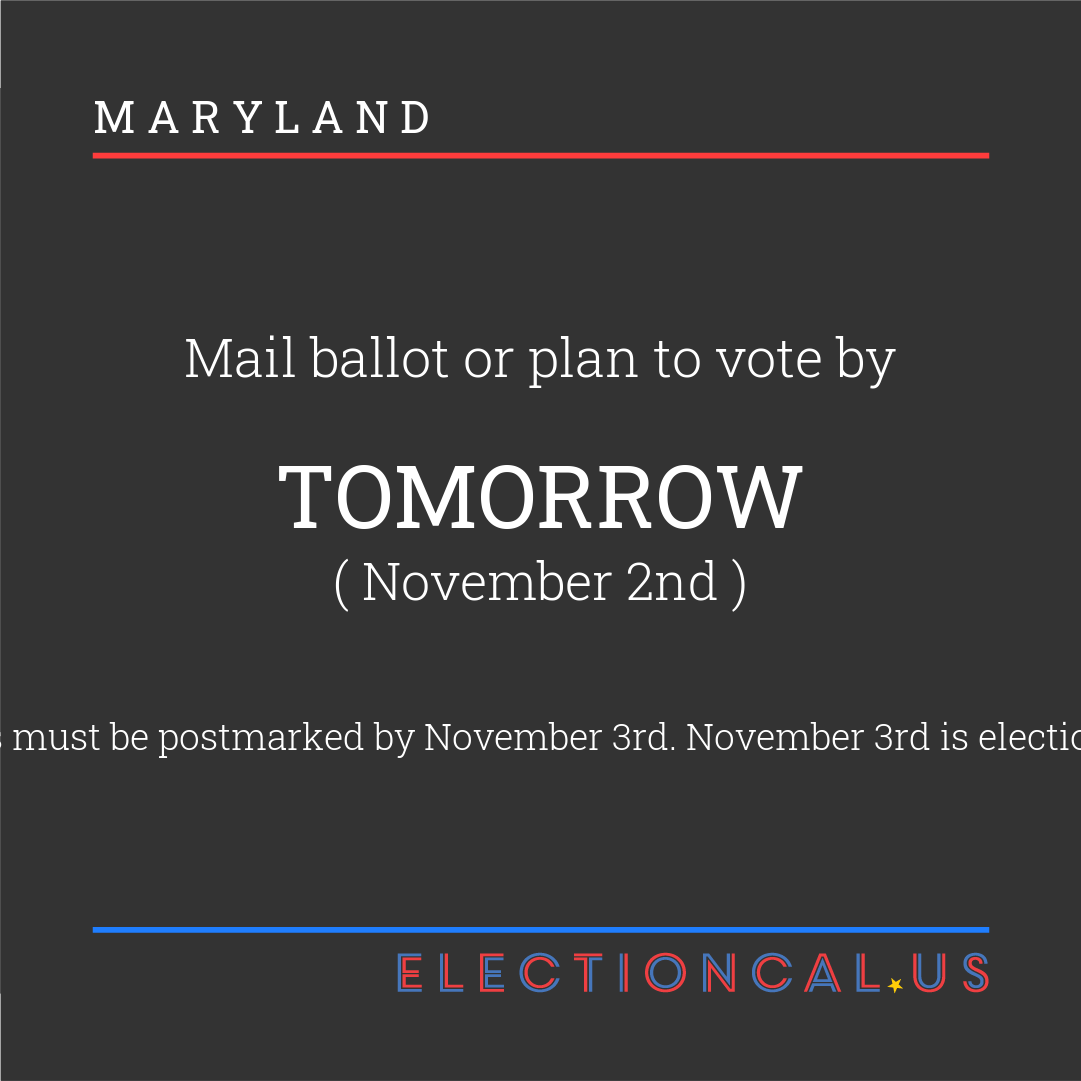 MARYLAND
Mail ballot or plan to vote by
TOMORROW
( November 2nd )
must be postmarked by November 3rd. November 3rd is
ELECTIONCAL.US